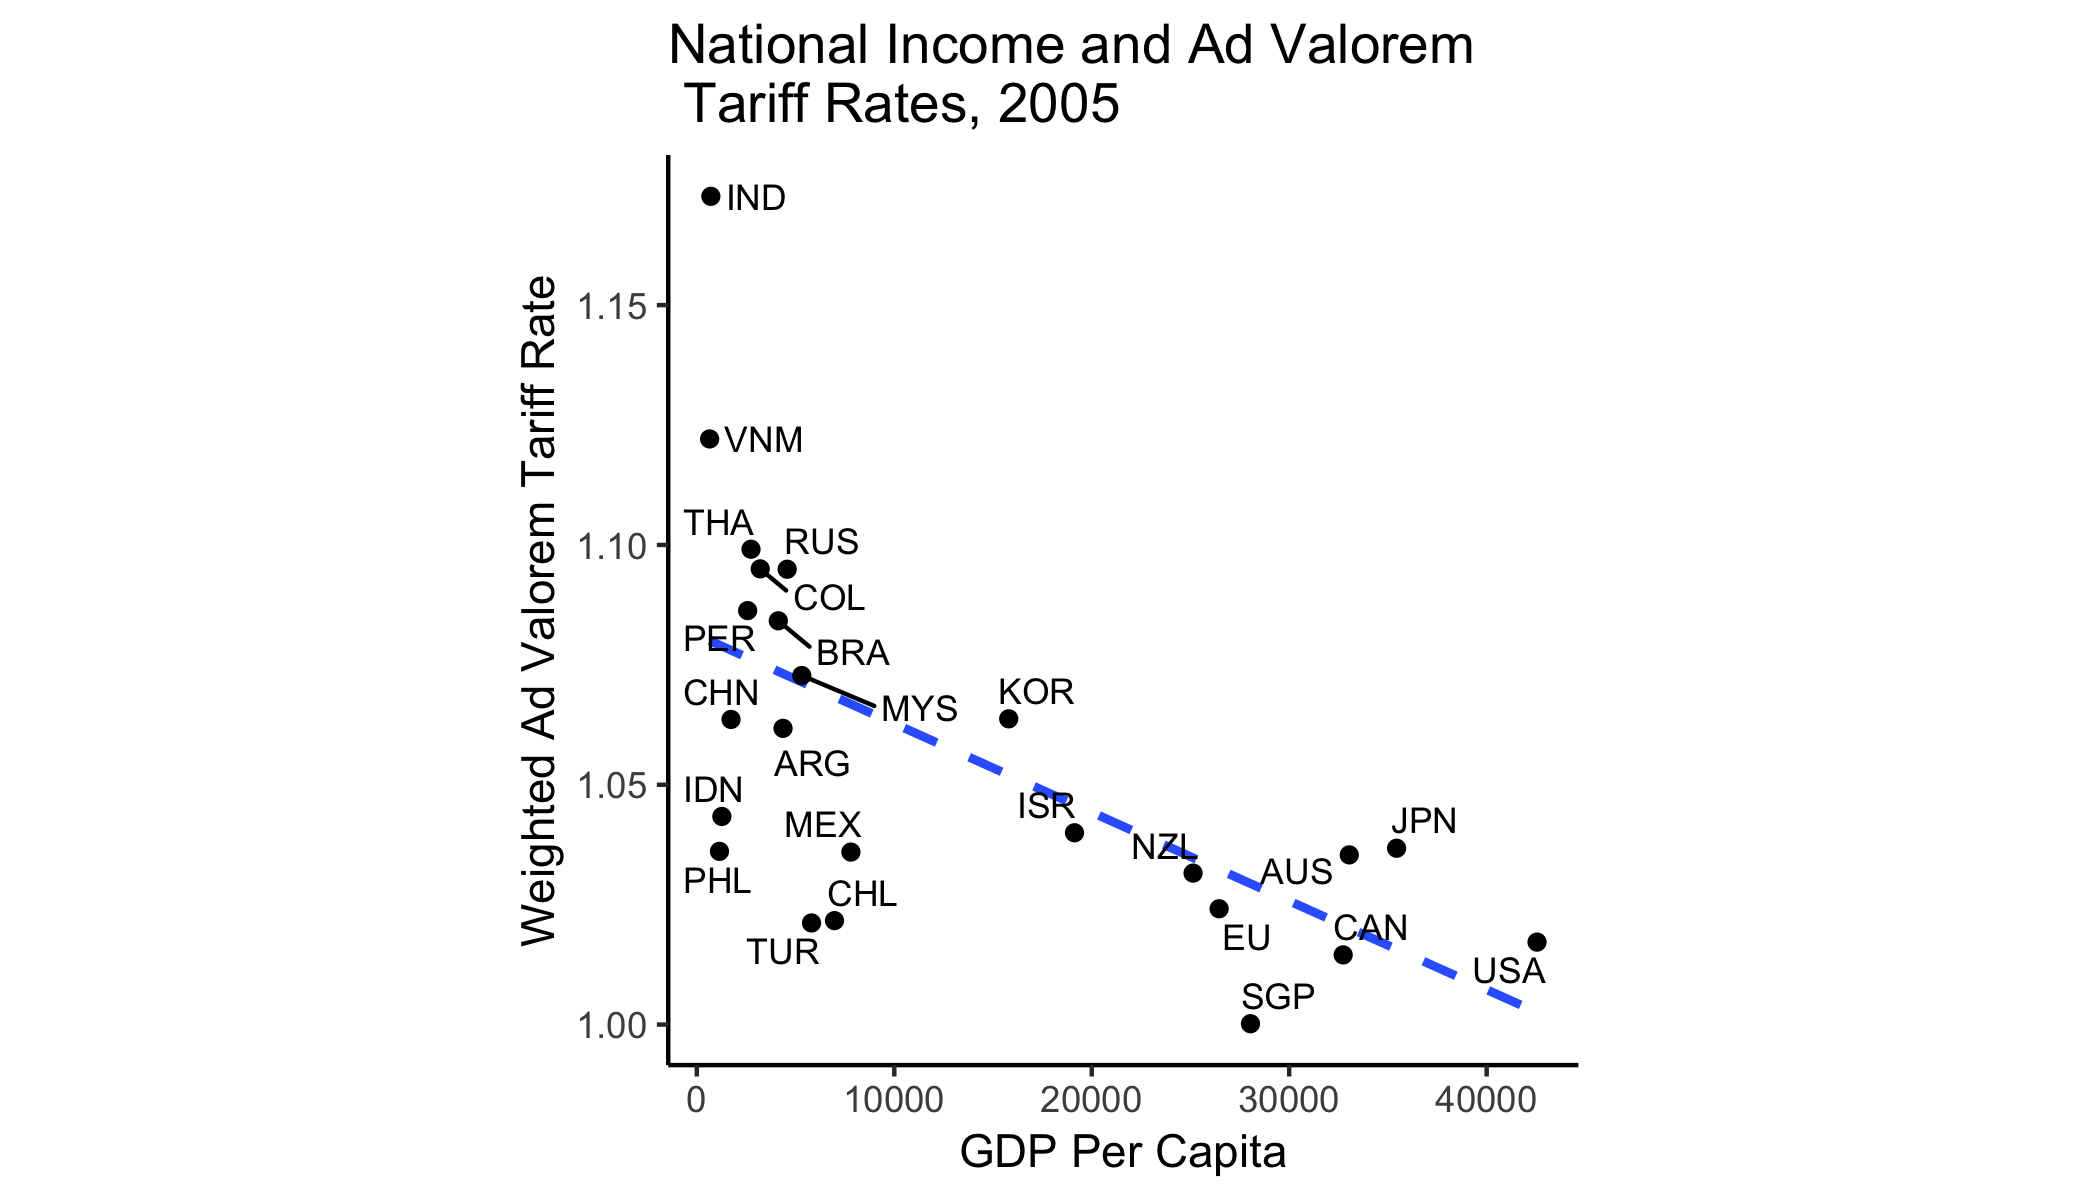 National Income and Ad Valorem
Tariff Rates, 2005
Weighted Ad Valorem Tariff Rate
1.15
1.10
1.05
1.00
IND
VNM
THA
RUS
COL
PER
BRA
CHN
MYS
KOR
ARG
IDN
ISR
MEX
JPN
NZL
AUS
PHL
CHL
CAN
TUR
EU
USA
SGP
0 10000 20000 30000 40000
GDP Per Capita